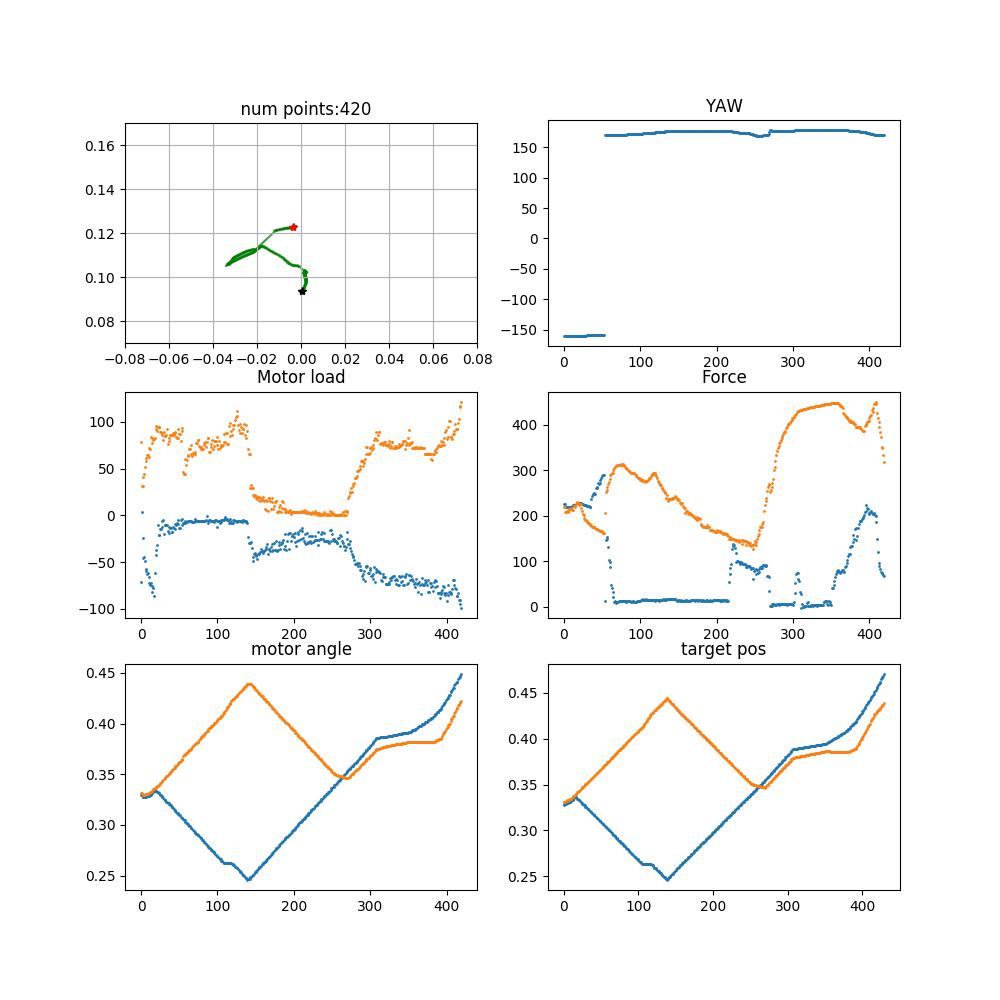 num points:420
YAW
0.16
0.14
0.12
0.10
0.08
−0.08 −0.06 −0.04 −0.02 0.00 0.02 0.04 0.06 0.08
150
100
50
0
−50
−100
−150
0 100 200 300 400
Motor load
Force
100
50
0
−50
−100
0 100 200 300 400
400
300
200
100
0
0 100 200 300 400
motor angle
target pos
0.45
0.40
0.35
0.30
0.25
0 100 200 300 400
0.45
0.40
0.35
0.30
0.25
0 100 200 300 400